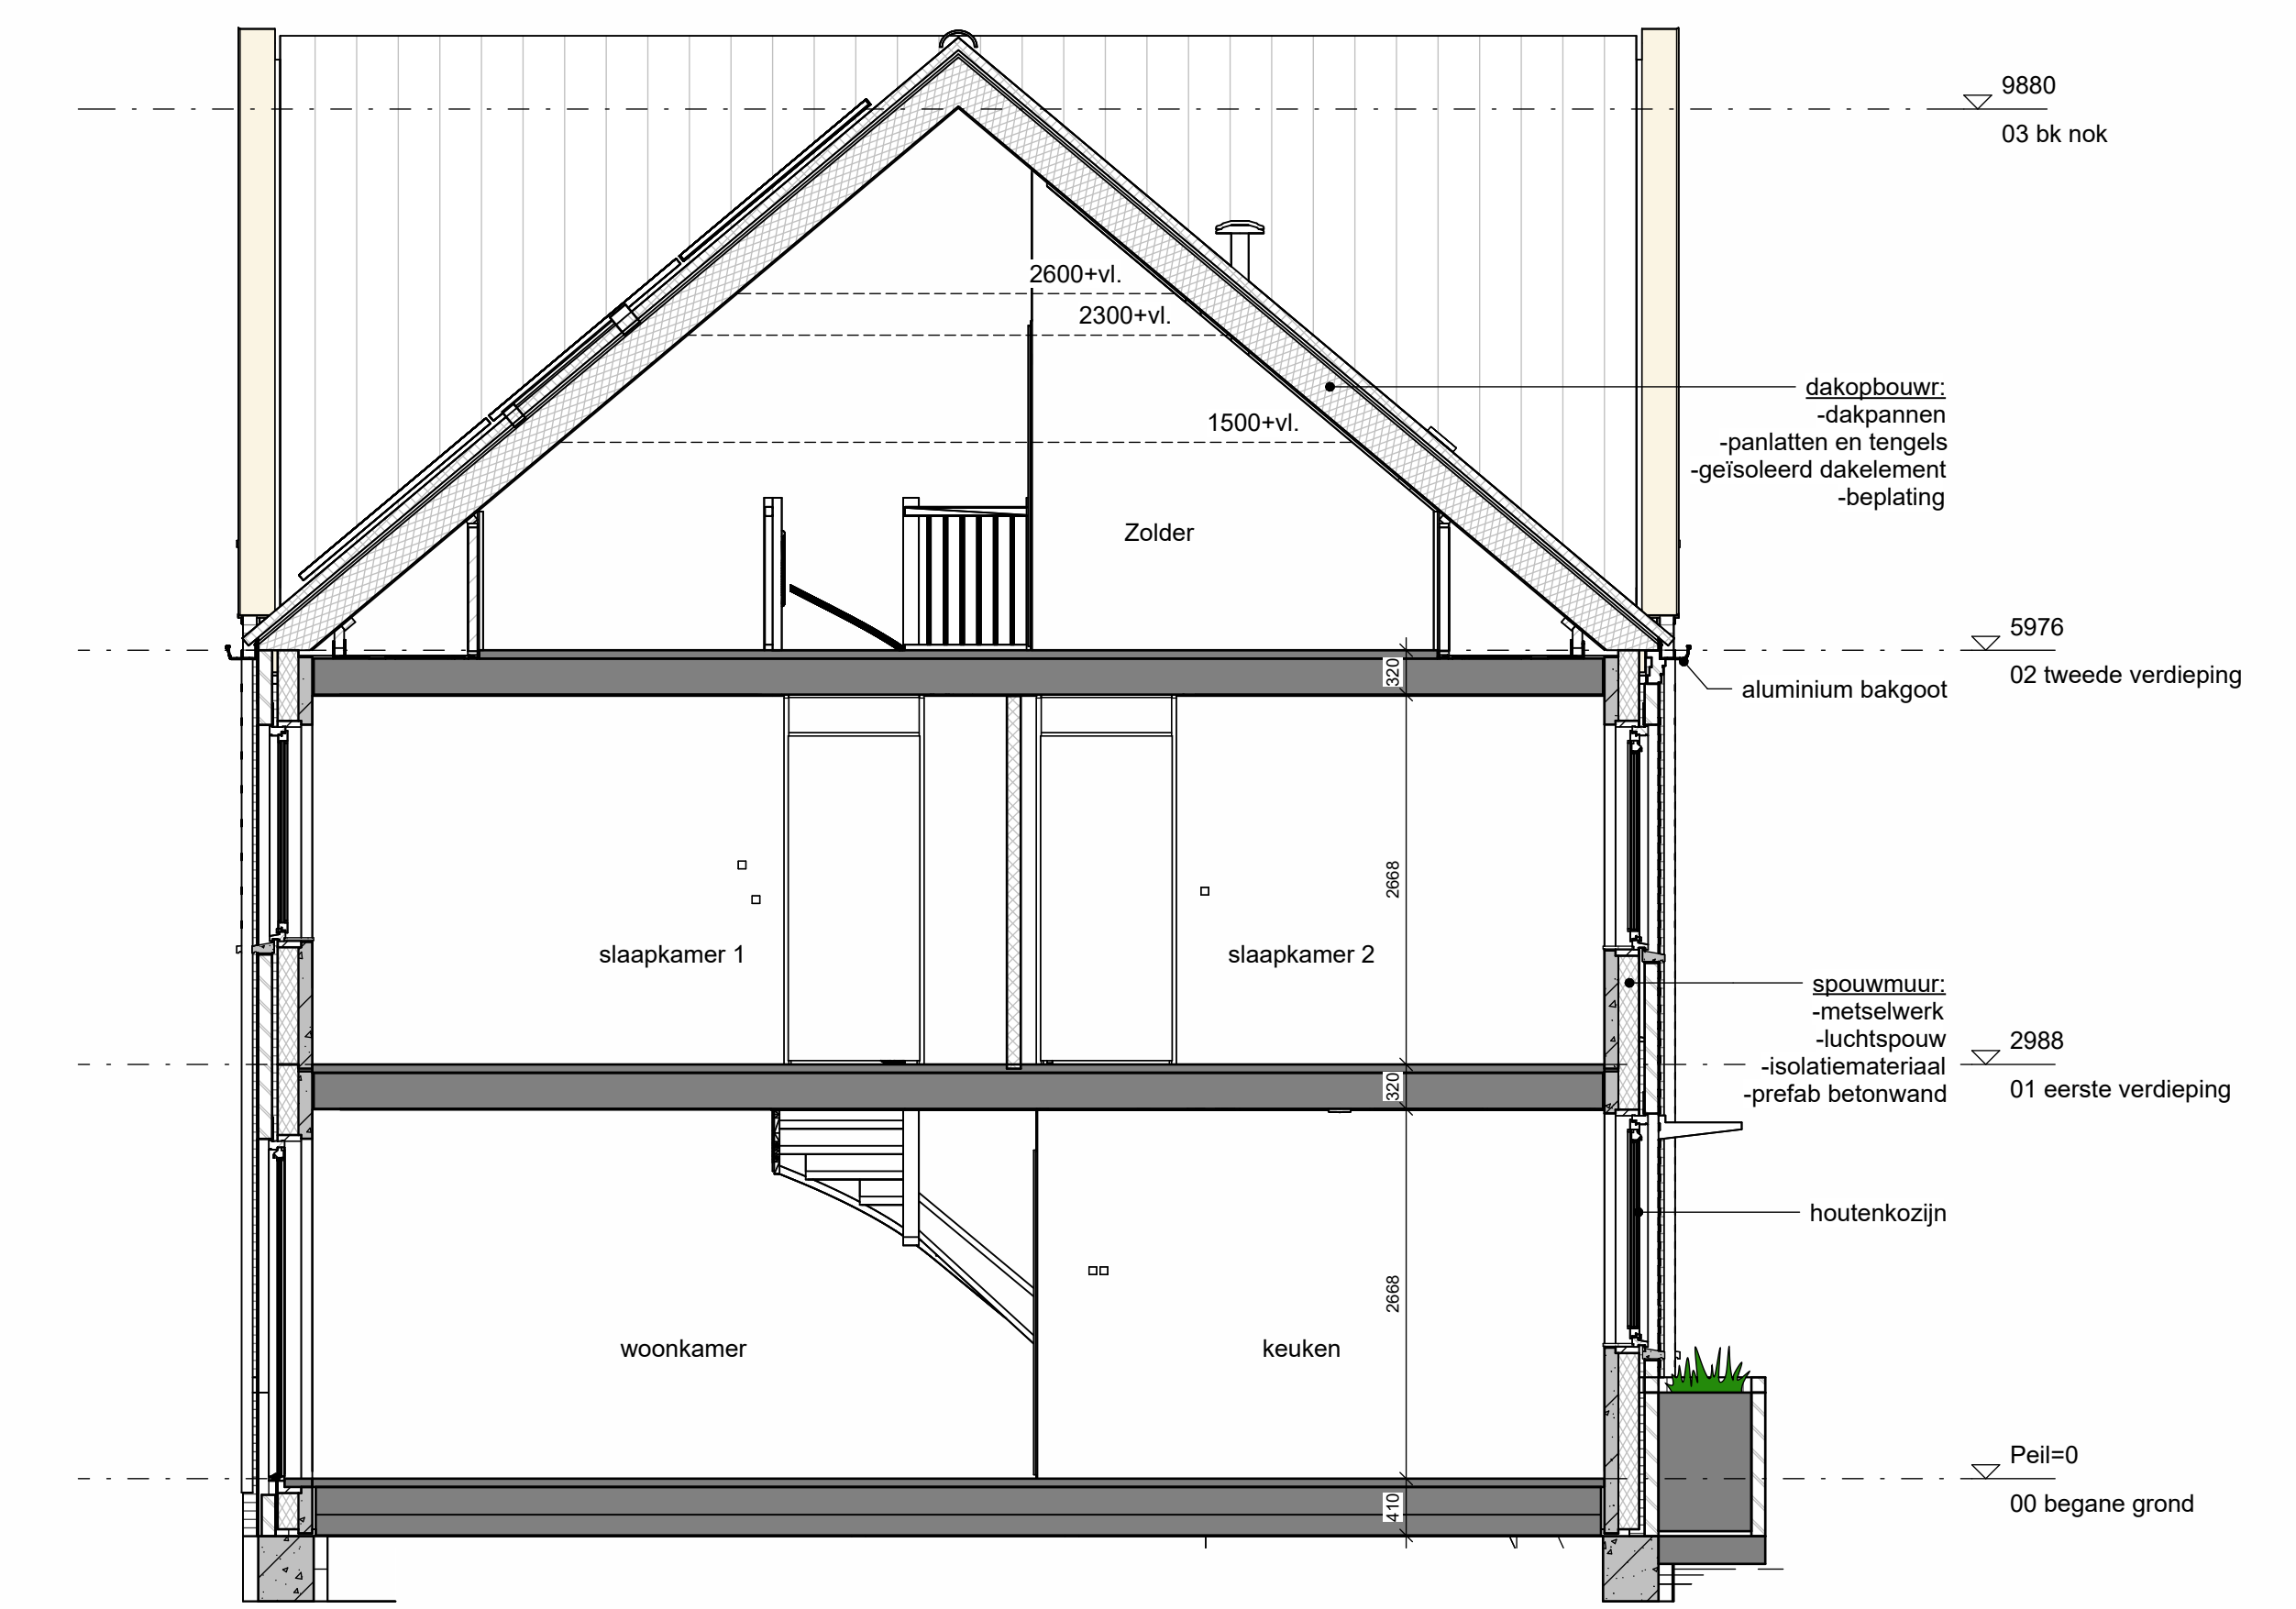 9880
03 bk nok
2600+vl.
2300+vl.
dakopbouwr:
-dakpannen
1500+vl.
-panlatten en tengels
-geïsoleerd dakelement
-beplating
Zolder
5976
320
02 tweede verdieping
aluminium bakgoot
2668
slaapkamer 1
slaapkamer 2
spouwmuur:
-metselwerk
-luchtspouw
-isolatiemateriaal
-prefab betonwand
2988
320
01 eerste verdieping
houtenkozijn
2668
woonkamer
keuken
Peil=0
410
00 begane grond